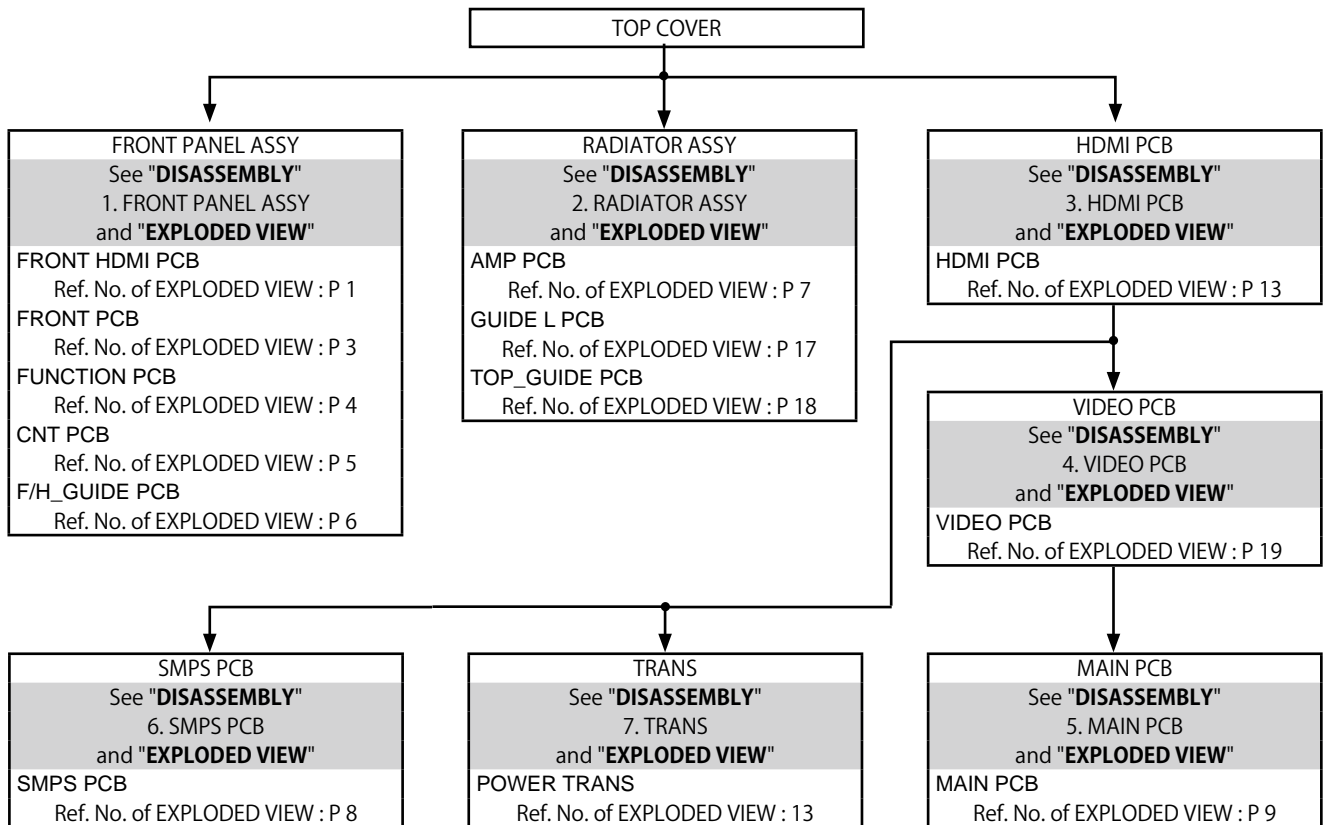 TOP COVER
FRONT PANEL ASSY
See "DISASSEMBLY"
1. FRONT PANEL ASSY
and "EXPLODED VIEW"
FRONT HDMI PCB
Ref. No. of EXPLODED VIEW : P 1
FRONT PCB
Ref. No. of EXPLODED VIEW : P 3
FUNCTION PCB
Ref. No. of EXPLODED VIEW : P 4
CNT PCB
Ref. No. of EXPLODED VIEW : P 5
F/H_GUIDE PCB
Ref. No. of EXPLODED VIEW : P 6
RADIATOR ASSY
See "DISASSEMBLY"
2. RADIATOR ASSY
and "EXPLODED VIEW"
AMP PCB
Ref. No. of EXPLODED VIEW : P 7
GUIDE L PCB
Ref. No. of EXPLODED VIEW : P 17
TOP_GUIDE PCB
Ref. No. of EXPLODED VIEW : P 18
HDMI PCB
See "DISASSEMBLY"
3. HDMI PCB
and "EXPLODED VIEW"
HDMI PCB
Ref. No. of EXPLODED VIEW : P 13
VIDEO PCB
See "DISASSEMBLY"
4. VIDEO PCB
and "EXPLODED VIEW"
VIDEO PCB
Ref. No. of EXPLODED VIEW : P 19
SMPS PCB
See "DISASSEMBLY"
6. SMPS PCB
and "EXPLODED VIEW"
SMPS PCB
Ref. No. of EXPLODED VIEW : P 8
TRANS
See "DISASSEMBLY"
7. TRANS
and "EXPLODED VIEW"
POWER TRANS
Ref. No. of EXPLODED VIEW : 13
MAIN PCB
See "DISASSEMBLY"
5. MAIN PCB
and "EXPLODED VIEW"
MAIN PCB
Ref. No. of EXPLODED VIEW : P 9